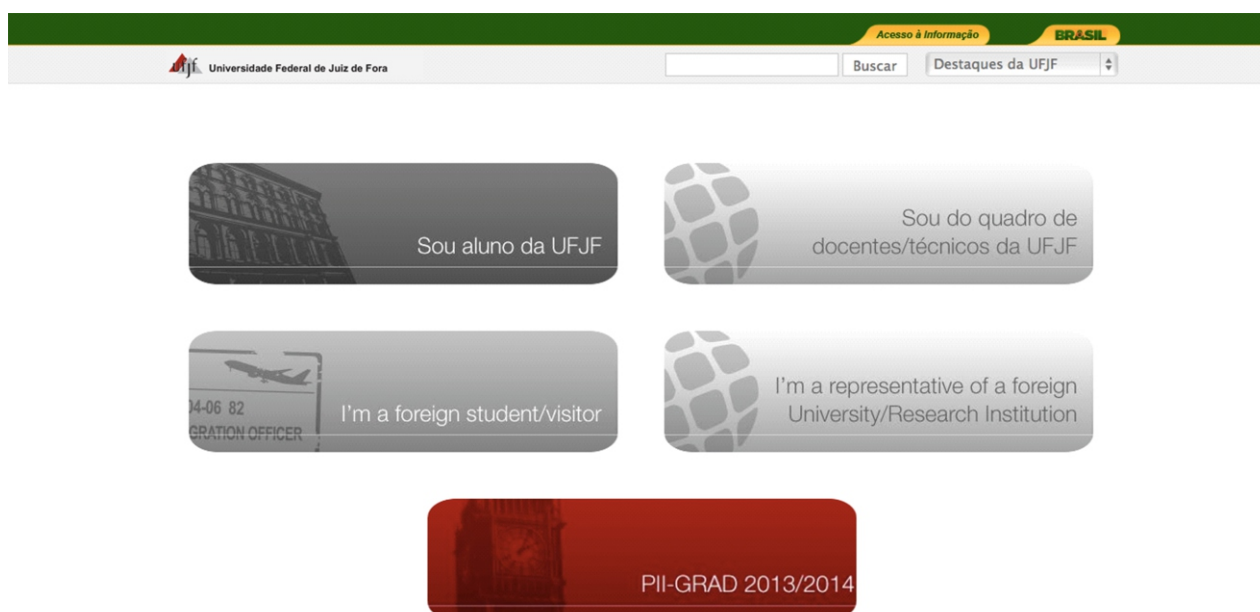 Acesso à Informação
BRASIL
ufjf
Universidade Federal de Juiz de Fora
Buscar
Destaques da UFJF
Sou aluno da UFJF
Sou do quadro de
docentes/técnicos da UFJF
04-06 82
GRATION OFFICER
I'm a foreign student/visitor
I'm a representative of a foreign
University/Research Institution
PII-GRAD 2013/2014